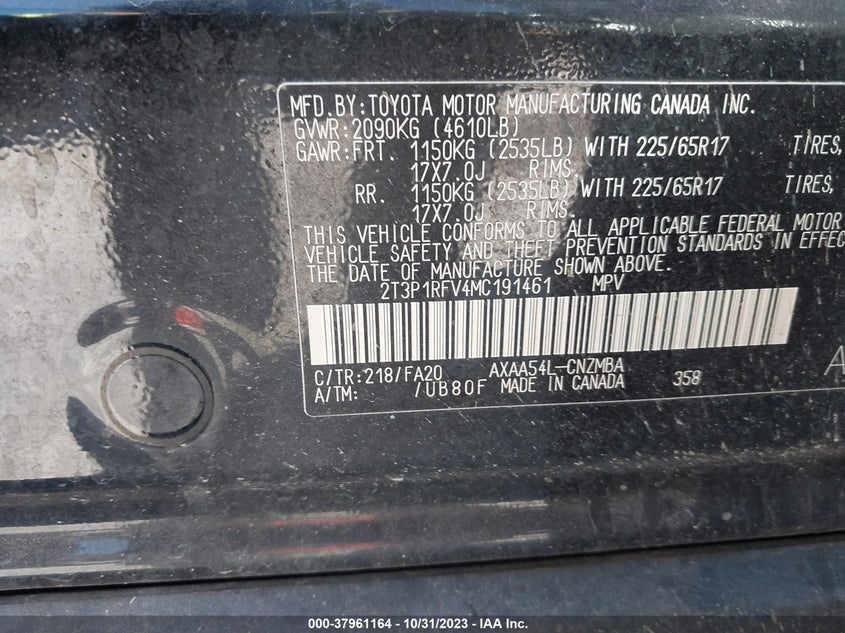 MFD.BY:TOYOTA MOTOR MANUFACTURING CANADA INC.
GVWR:2090KG (4610LB)
GAWR:FRT. 1150KG (2535LB) WITH 225/65R17 TIRES,
17X7.0J RIMS,
RR. 1150KG (2535LB) WITH 225/65R17 TIRES,
17X7.0J RIMS,
THIS VEHICLE CONFORMS TO ALL APPLICABLE FEDERAL MOTOR
VEHICLE SAFETY AND THEFT PREVENTION STANDARDS IN EFFEC
THE DATE OF MANUFACTURE SHOWN ABOVE.
2T3P1RFV4MC191461 MPV
C/TR:218/FA20 AXAA54L-CNZMBA
A/TM: /UB80F MADE IN CANADA 358 A
000-37961164 - 10/31/2023 - IAA Inc.